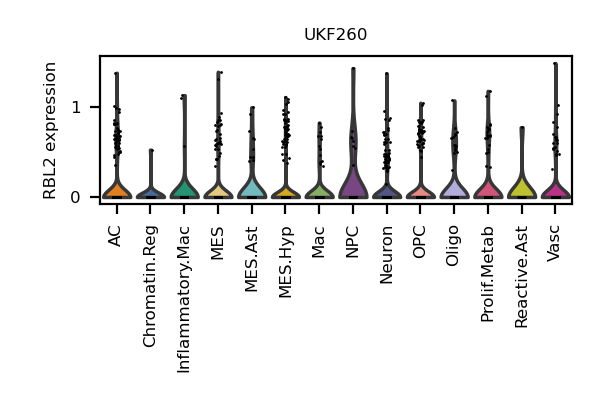 UKF260
RBL2 expression
1
0
AC
Chromatin.Reg
Inflammatory.Mac
MES
MES.Ast
MES.Hyp
Mac
NPC
Neuron
OPC
Oligo
Prolif.Metab
Reactive.Ast
Vasc